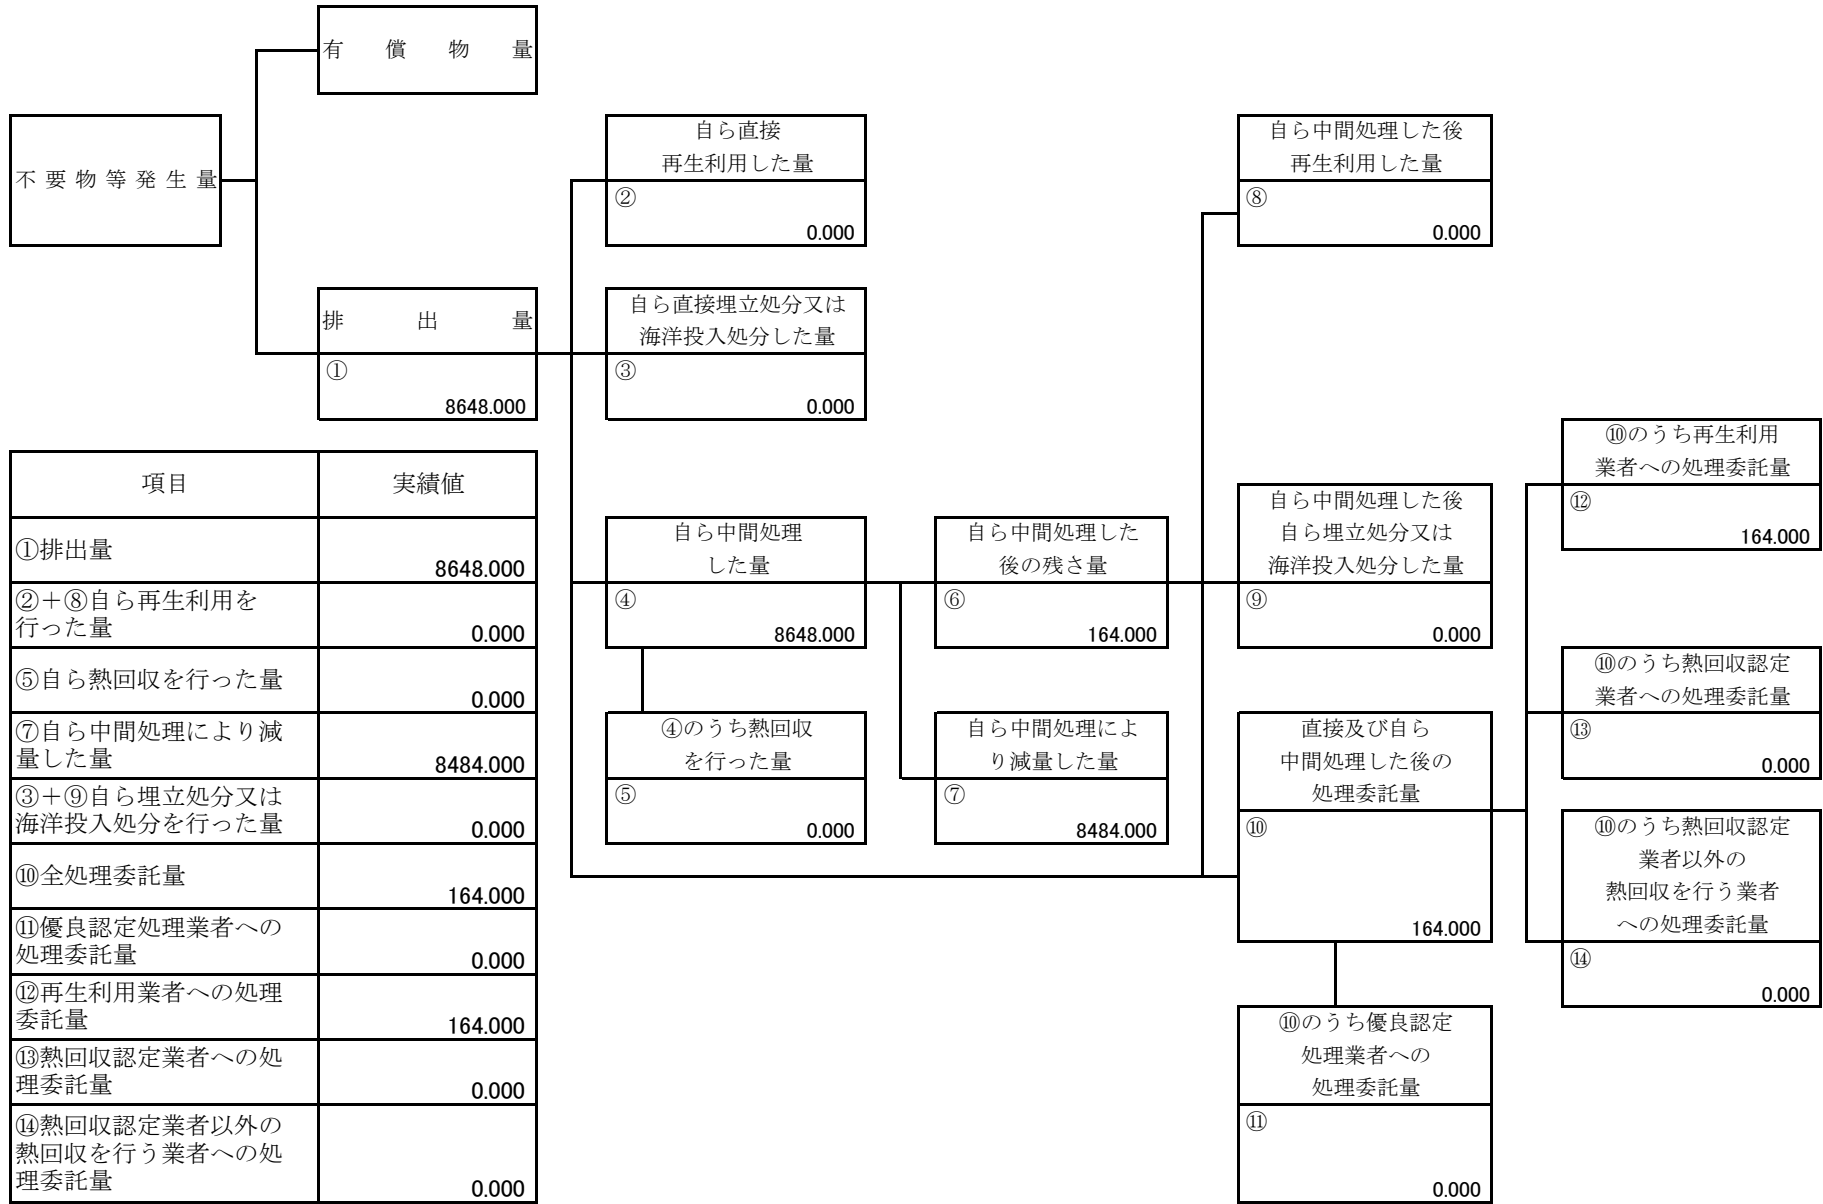 有償物量
不要物等発生量
自ら直接
再生利用した量
②
0.000
自ら中間処理した後
再生利用した量
⑧
0.000
排出量
①
8648.000
自ら直接埋立処分又は
海洋投入処分した量
③
0.000
項目 実績値
①排出量 8648.000
②+⑧自ら再生利用を
行った量 0.000
⑤自ら熱回収を行った量 0.000
⑦自ら中間処理により減
量した量 8484.000
③+⑨自ら埋立処分又は
海洋投入処分を行った量 0.000
⑩全処理委託量 164.000
⑪優良認定処理業者への
処理委託量 0.000
⑫再生利用業者への処理
委託量 164.000
⑬熱回収認定業者への処
理委託量 0.000
⑭熱回収認定業者以外の
熱回収を行う業者への処
理委託量 0.000
自ら中間処理
した量
④
8648.000
④のうち熱回収
を行った量
⑤
0.000
自ら中間処理した
後の残さ量
⑥
164.000
自ら中間処理によ
り減量した量
⑦
8484.000
自ら中間処理した後
自ら埋立処分又は
海洋投入処分した量
⑨
0.000
直接及び自ら
中間処理した後の
処理委託量
⑩
164.000
⑩のうち優良認定
処理業者への
処理委託量
⑪
0.000
⑩のうち再生利用
業者への処理委託量
⑫
164.000
⑩のうち熱回収認定
業者への処理委託量
⑬
0.000
⑩のうち熱回収認定
業者以外の
熱回収を行う業者
への処理委託量
⑭
0.000